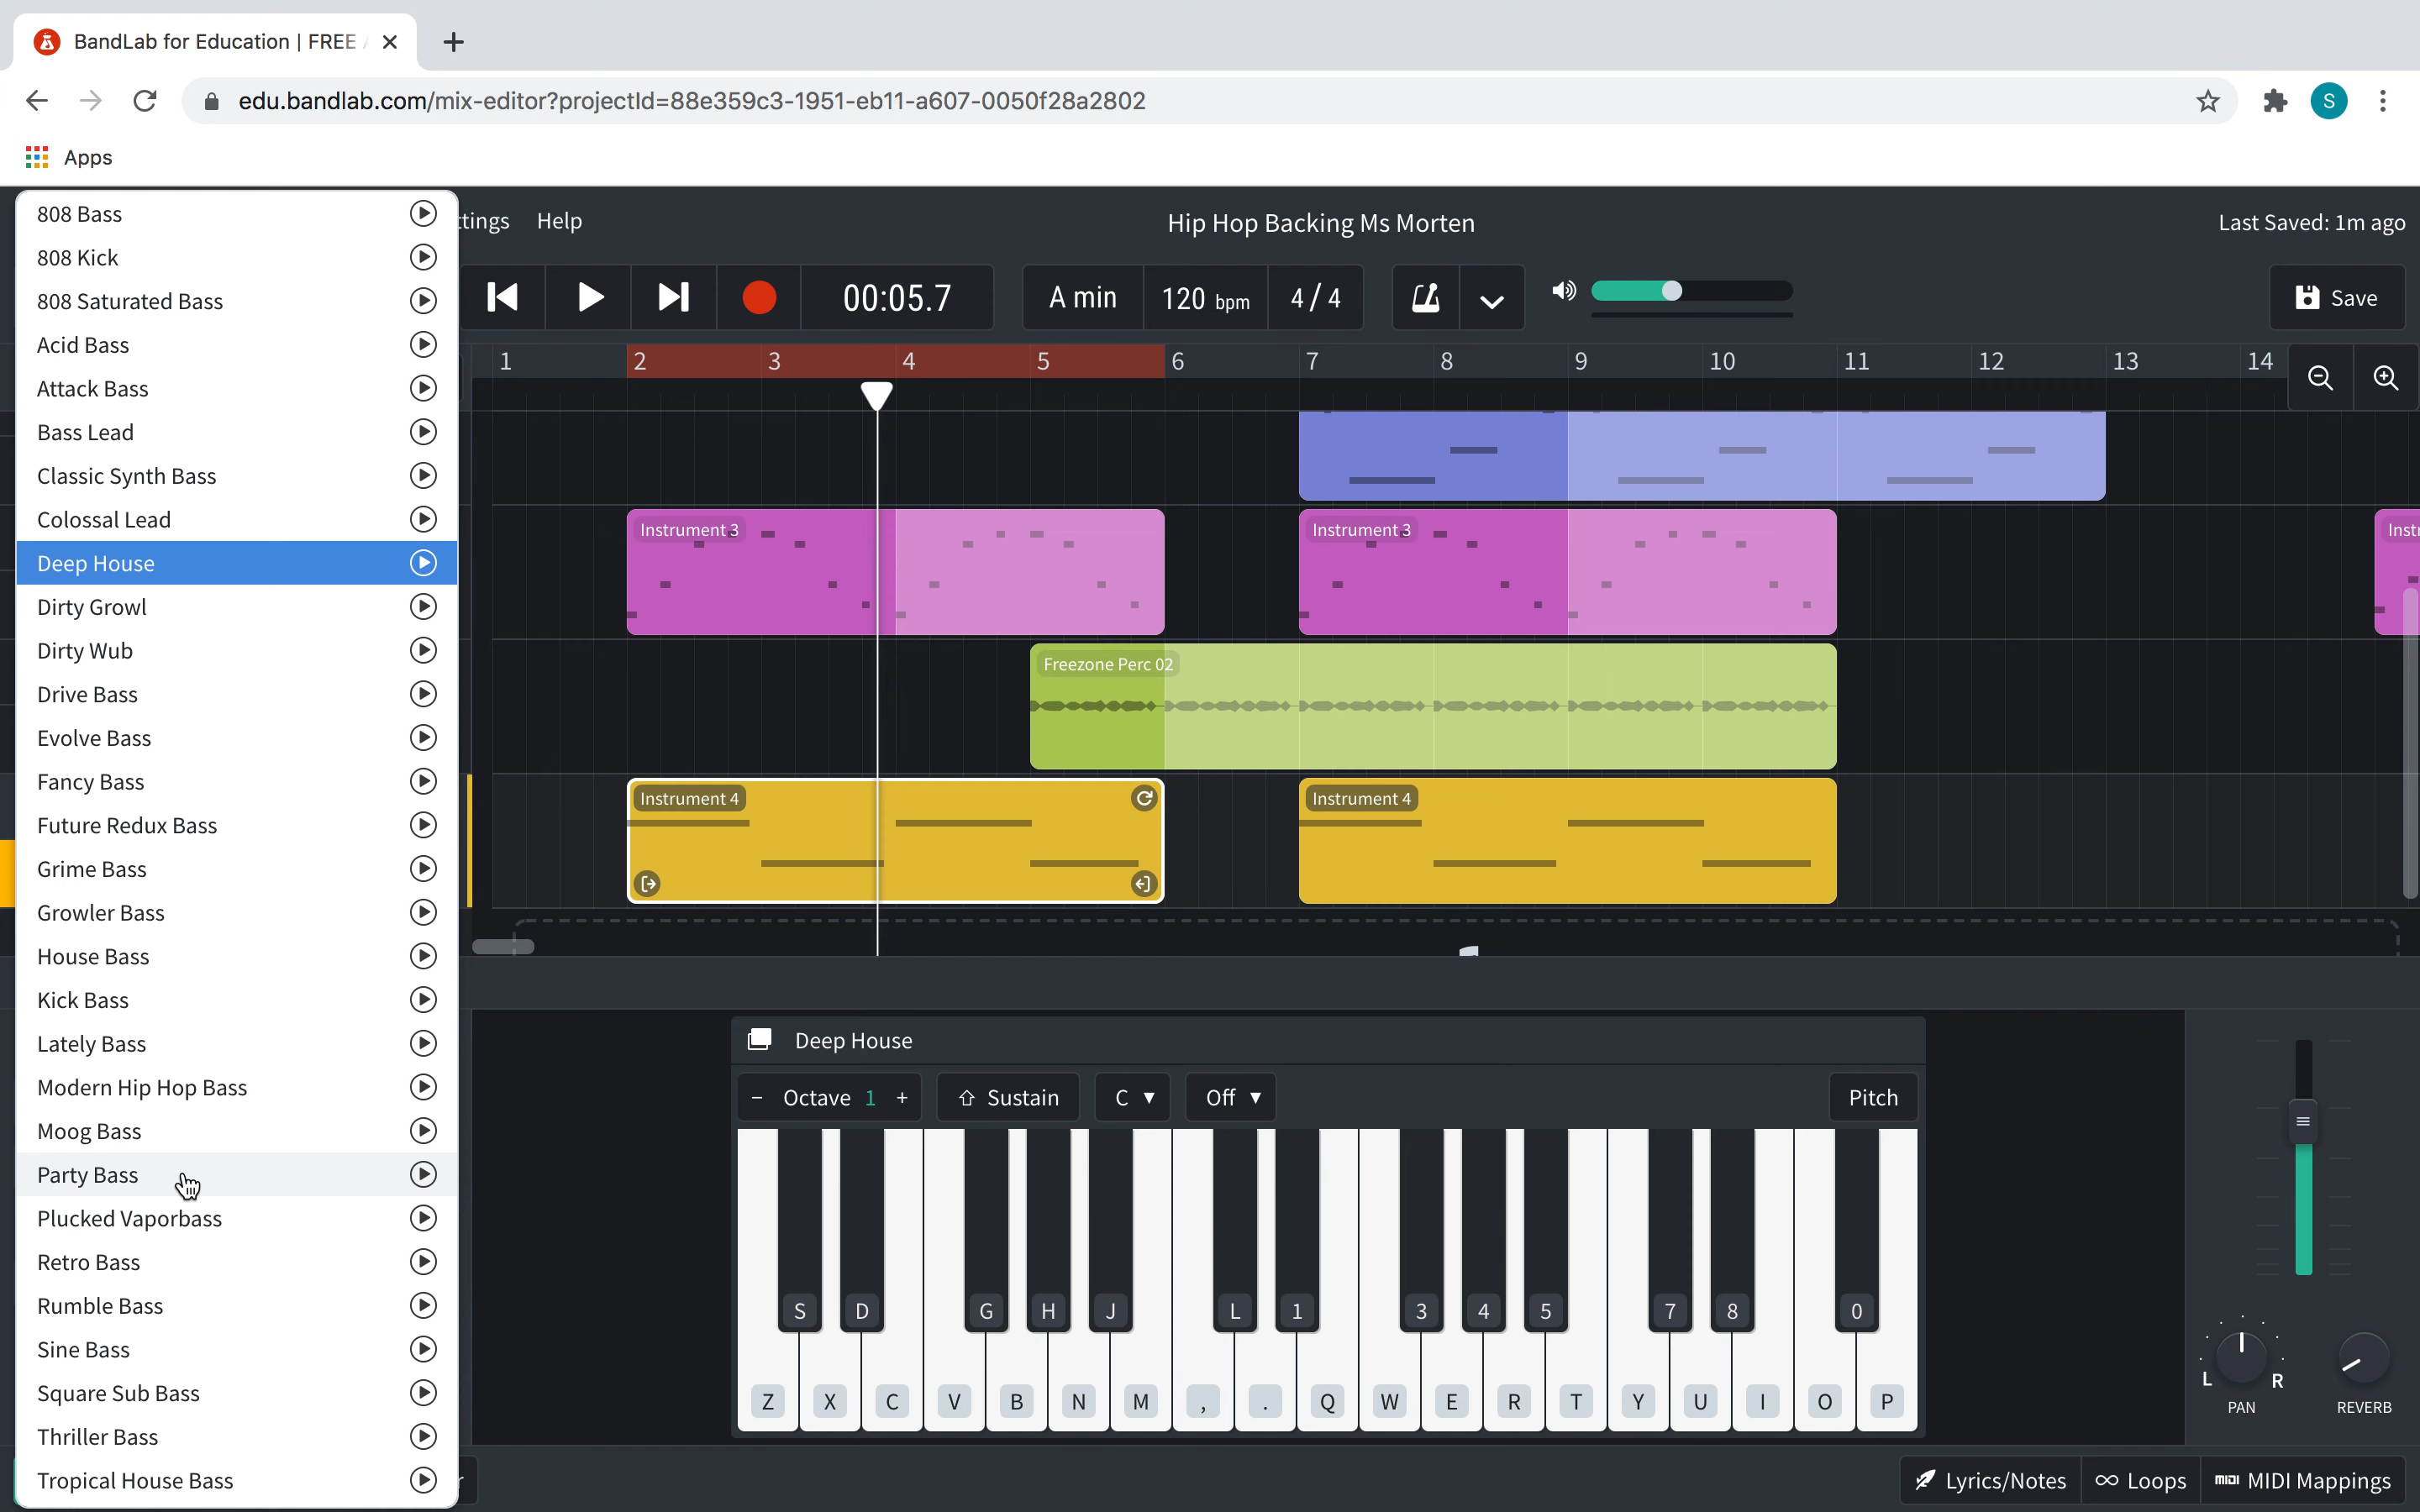 BandLab for Education | FREE
edu.bandlab.com/mix-editor?projectId=88e359c3-1951-eb11-a607-0050f28a2802
S
Apps
808 Bass
808 Kick
808 Saturated Bass
Acid Bass
Attack Bass
Bass Lead
Classic Synth Bass
Colossal Lead
Deep House
Dirty Growl
Dirty Wub
Drive Bass
Evolve Bass
Fancy Bass
Future Redux Bass
Grime Bass
Growler Bass
House Bass
Kick Bass
Lately Bass
Modern Hip Hop Bass
Moog Bass
Party Bass
Plucked Vaporbass
Retro Bass
Rumble Bass
Sine Bass
Square Sub Bass
Thriller Bass
Tropical House Bass
ttings Help
Hip Hop Backing Ms Morten
Last Saved: 1m ago
00:05.7
A min
120 bpm
4 / 4
Save
1 2 3 4 5 6 7 8 9 10 11 12 13 14
Instrument 3
Instrument 3
Inst
Freezone Perc 02
Instrument 4
Instrument 4
Deep House
− Octave 1 +
Sustain
C
Off
Pitch
S D G H J L 1 3 4 5 7 8 0
Z X C V B N M , . Q W E R T Y U I O P
L R
PAN
REVERB
Lyrics/Notes
Loops
MIDI MIDI Mappings